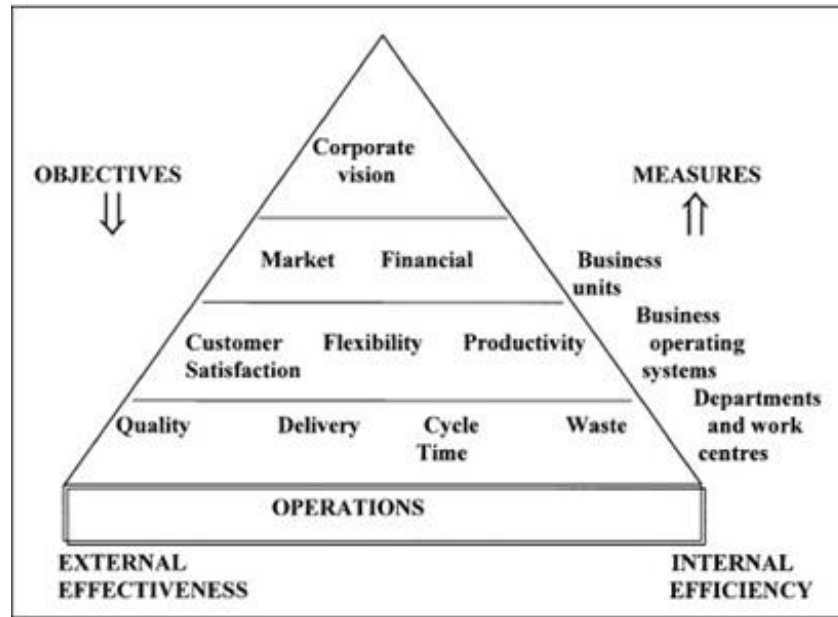 Corporate
vision
OBJECTIVES
MEASURES
Market Financial
Business
units
Customer
Satisfaction
Flexibility
Productivity
Business
operating
systems
Quality
Delivery
Cycle
Time
Waste
Departments
and work
centres
OPERATIONS
EXTERNAL
EFFECTIVENESS
INTERNAL
EFFICIENCY